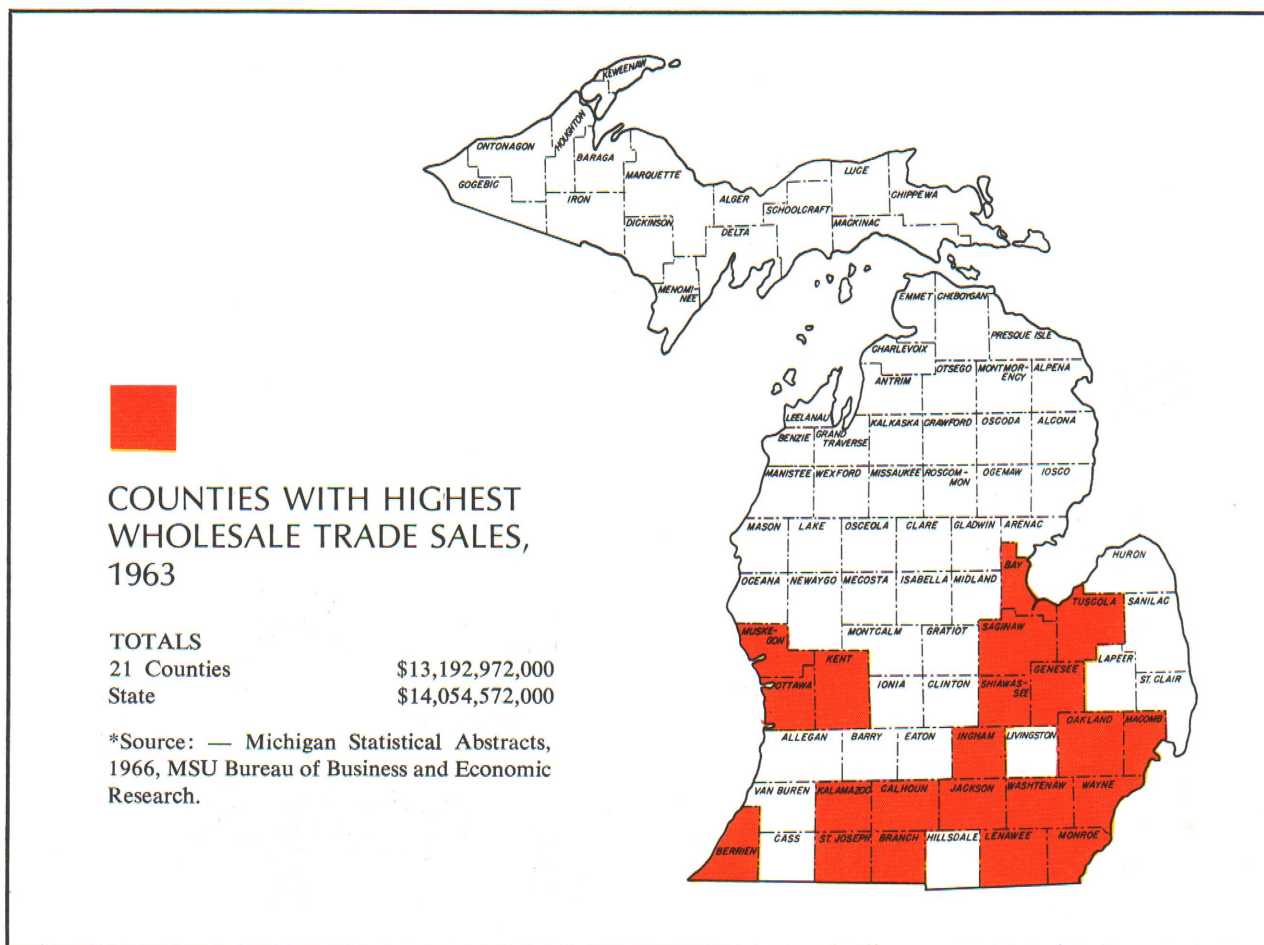 COUNTIES WITH HIGHEST
WHOLESALE TRADE SALES,
1963
TOTALS
21 Counties $13,192,972,000
State $14,054,572,000
*Source: — Michigan Statistical Abstracts,
1966, MSU Bureau of Business and Economic
Research.
KEWEENAW
HOUGHTON
ONTONAGON
BARAGA
GOGEBIC
IRON
MARQUETTE
DICKINSON
MENOMI-
NEE
ALGER
DELTA
SCHOOLCRAFT
LUCE
CHIPPEWA
MACKINAC
EMMET
CHEBOYGAN
PRESQUE ISLE
CHARLEVOIX
ANTRIM
OTSEGO
MONTMOR-
ENCY
ALPENA
LEELANAU
BENZIE
GRAND
TRAVERSE
KALKASKA
CRAWFORD
OSCODA
ALCONA
MANISTEE
WEXFORD
MISSAUKEE
ROSCOM-
MON
OGEMAW
IOSCO
MASON
LAKE
OSCEOLA
CLARE
GLADWIN
ARENAC
BAY
HURON
OCEANA
NEWAYGO
MECOSTA
ISABELLA
MIDLAND
TUSCOLA
SANILAC
MUSKE-
GON
MONTCALM
GRATIOT
SAGINAW
KENT
OTTAWA
IONIA
CLINTON
SHIAWAS-
SEE
GENESEE
LAPEER
ST. CLAIR
ALLEGAN
BARRY
EATON
INGHAM
LIVINGSTON
OAKLAND
MACOMB
VAN BUREN
KALAMAZOO
CALHOUN
JACKSON
WASHTENAW
WAYNE
BERRIEN
CASS
ST. JOSEPH
BRANCH
HILLSDALE
LENAWEE
MONROE